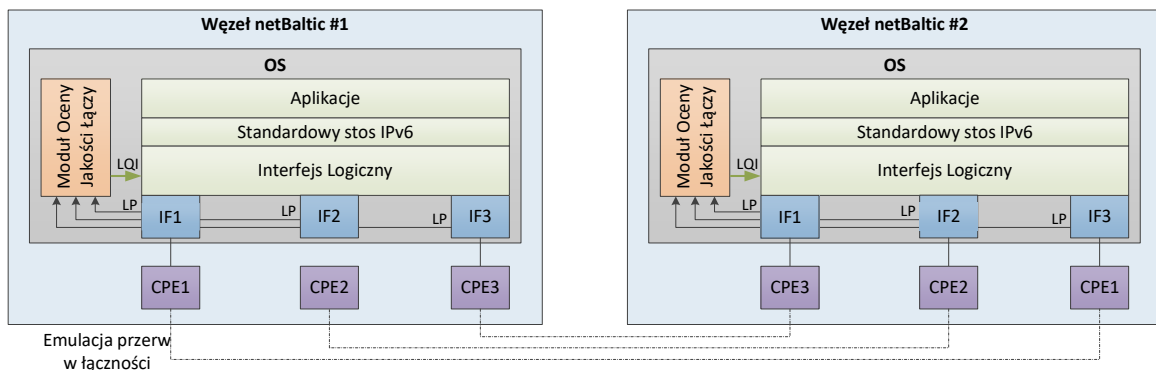 Węzeł netBaltic #1
OS
Moduł Oceny
Jakości Łączy
Aplikacje
Standardowy stos IPv6
LQI
Interfejs Logiczny
LP
IF1
LP
IF2
LP
IF3
CPE1
CPE2
CPE3
Emulacja przerw
w łączności
Węzeł netBaltic #2
OS
Moduł Oceny
Jakości Łączy
Aplikacje
Standardowy stos IPv6
LQI
Interfejs Logiczny
LP
IF1
LP
IF2
LP
IF3
CPE3
CPE2
CPE1